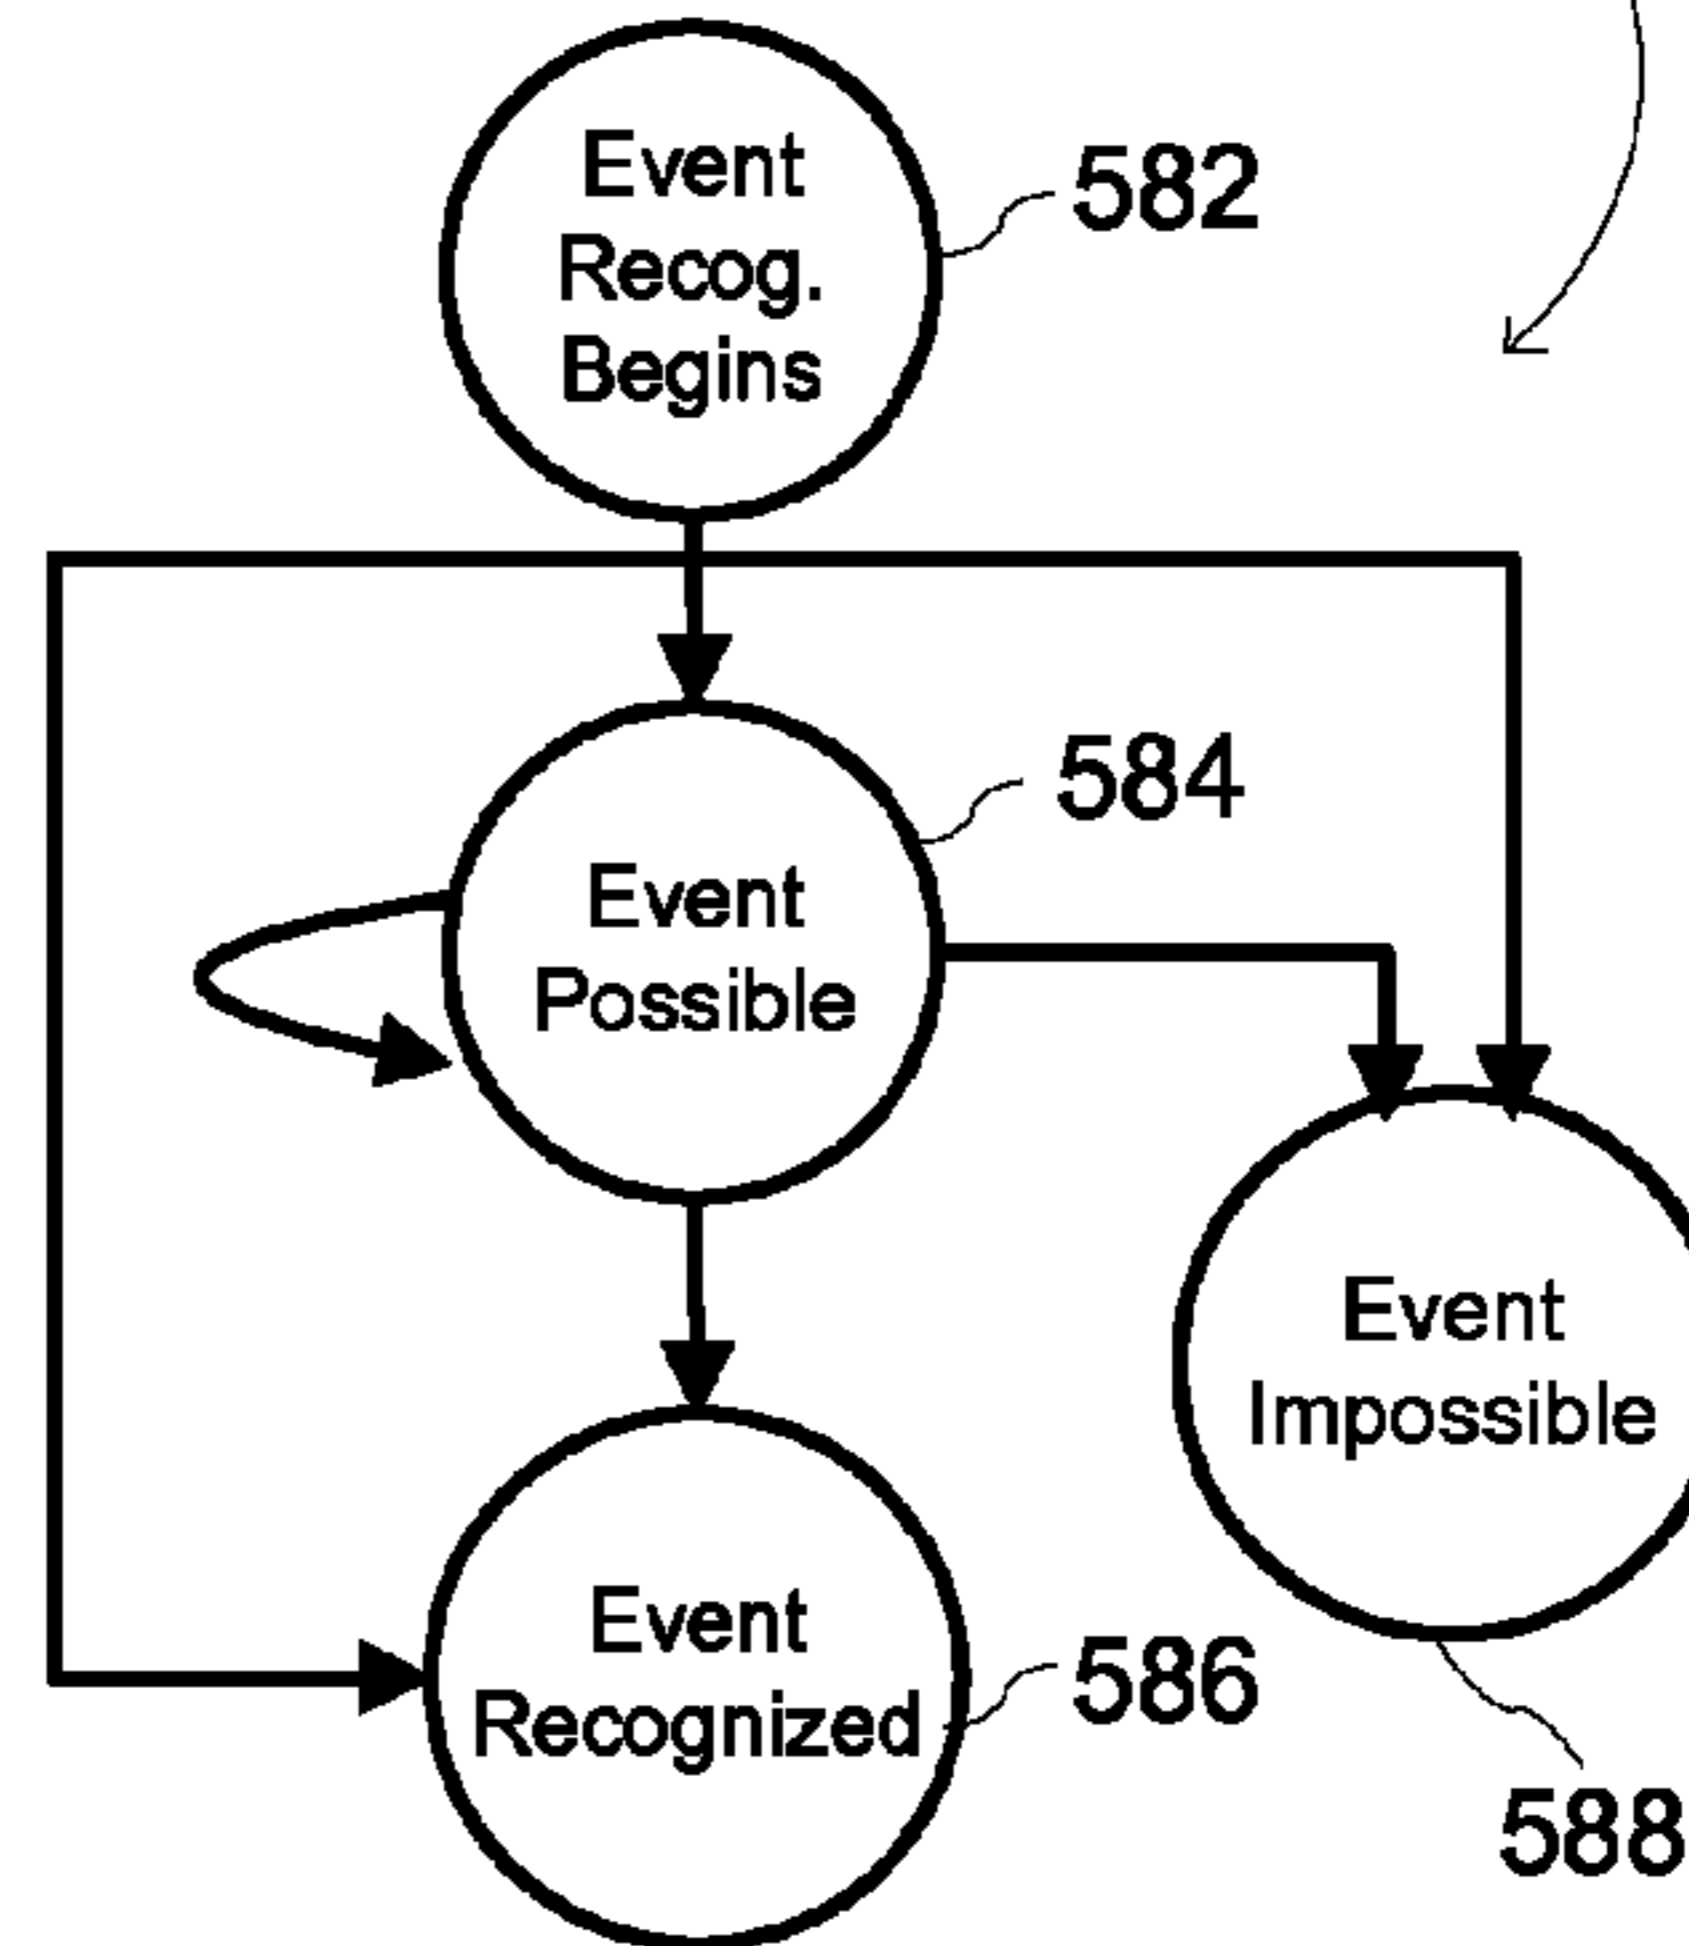 Event
Recog.
Begins
582
584
Event
Possible
Event
Impossible
Event
Recognized
586
588